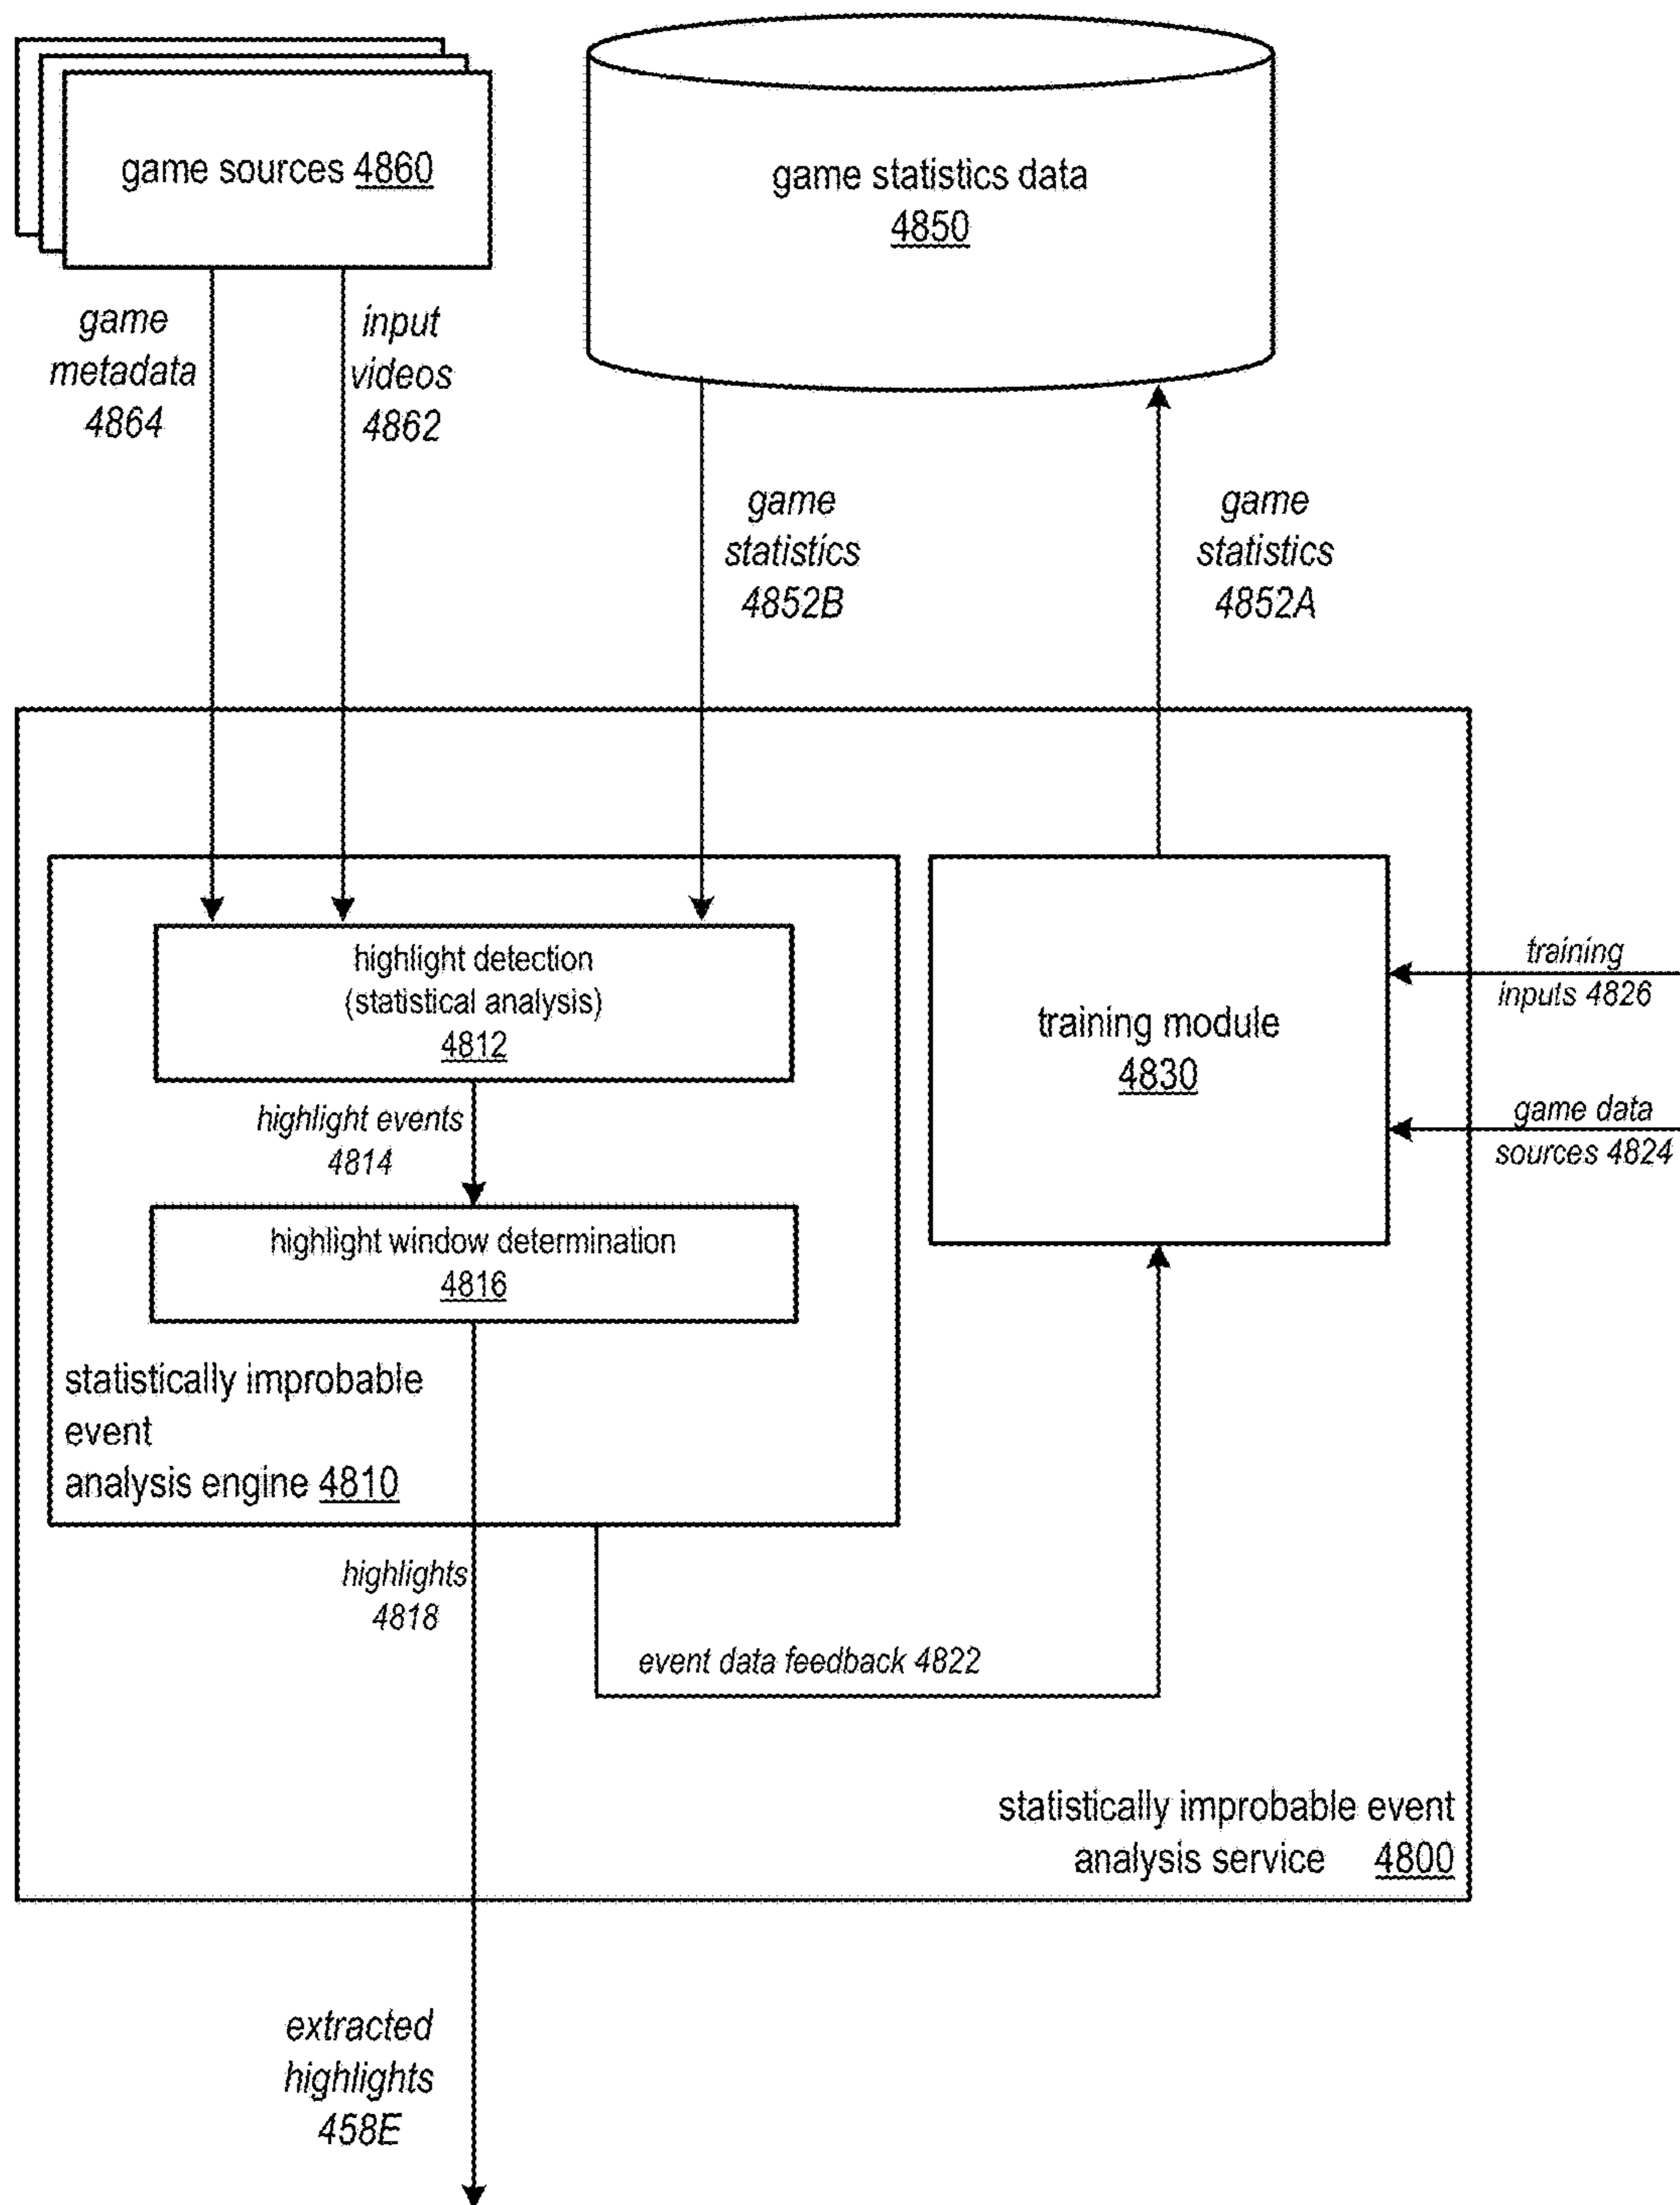 game sources 4860
game statistics data
4850
game
metadata
4864
input
videos
4862
game
statistics
4852B
game
statistics
4852A
highlight detection
(statistical analysis)
4812
highlight events
4814
highlight window determination
4816
statistically improbable
event
analysis engine 4810
training module
4830
training
inputs 4826
game data
sources 4824
highlights
4818
event data feedback 4822
statistically improbable event
analysis service 4800
extracted
highlights
458E